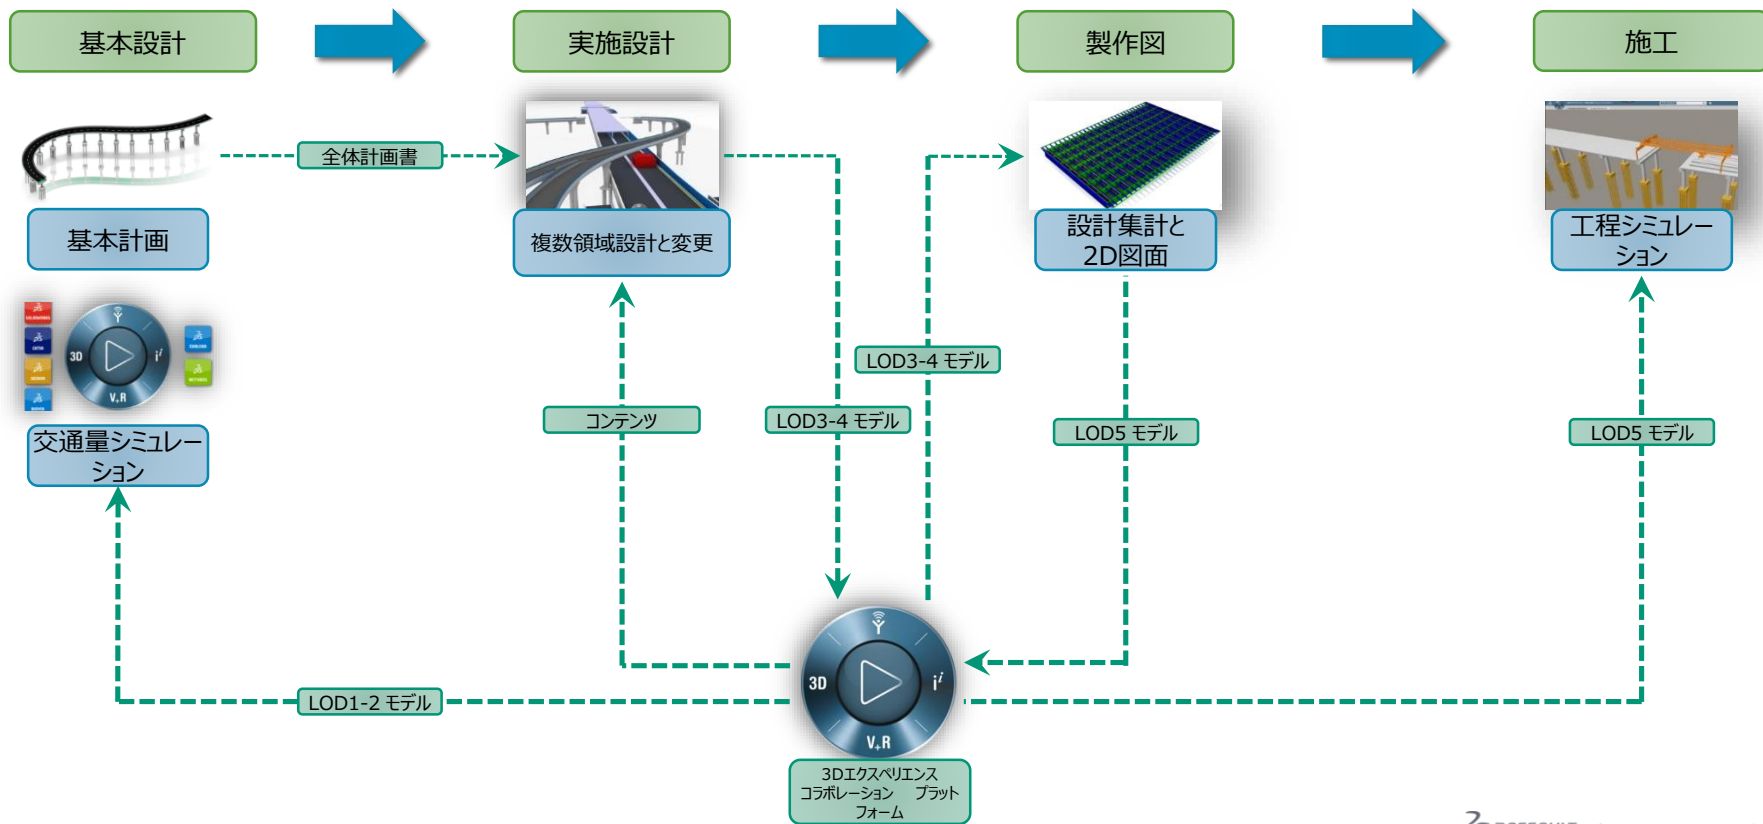 基本設計
実施設計
製作図
施工
全体計画書
基本計画
複数領域設計と変更
設計集計と
2D図面
工程シミュレー
ション
3D
i
V+R
交通量シミュレー
ション
LOD3-4 モデル
コンテンツ
LOD3-4 モデル
LOD5 モデル
LOD5 モデル
LOD1-2 モデル
3D
i
V+R
3Dエクスペリエンス
コラボレーション プラット
フォーム